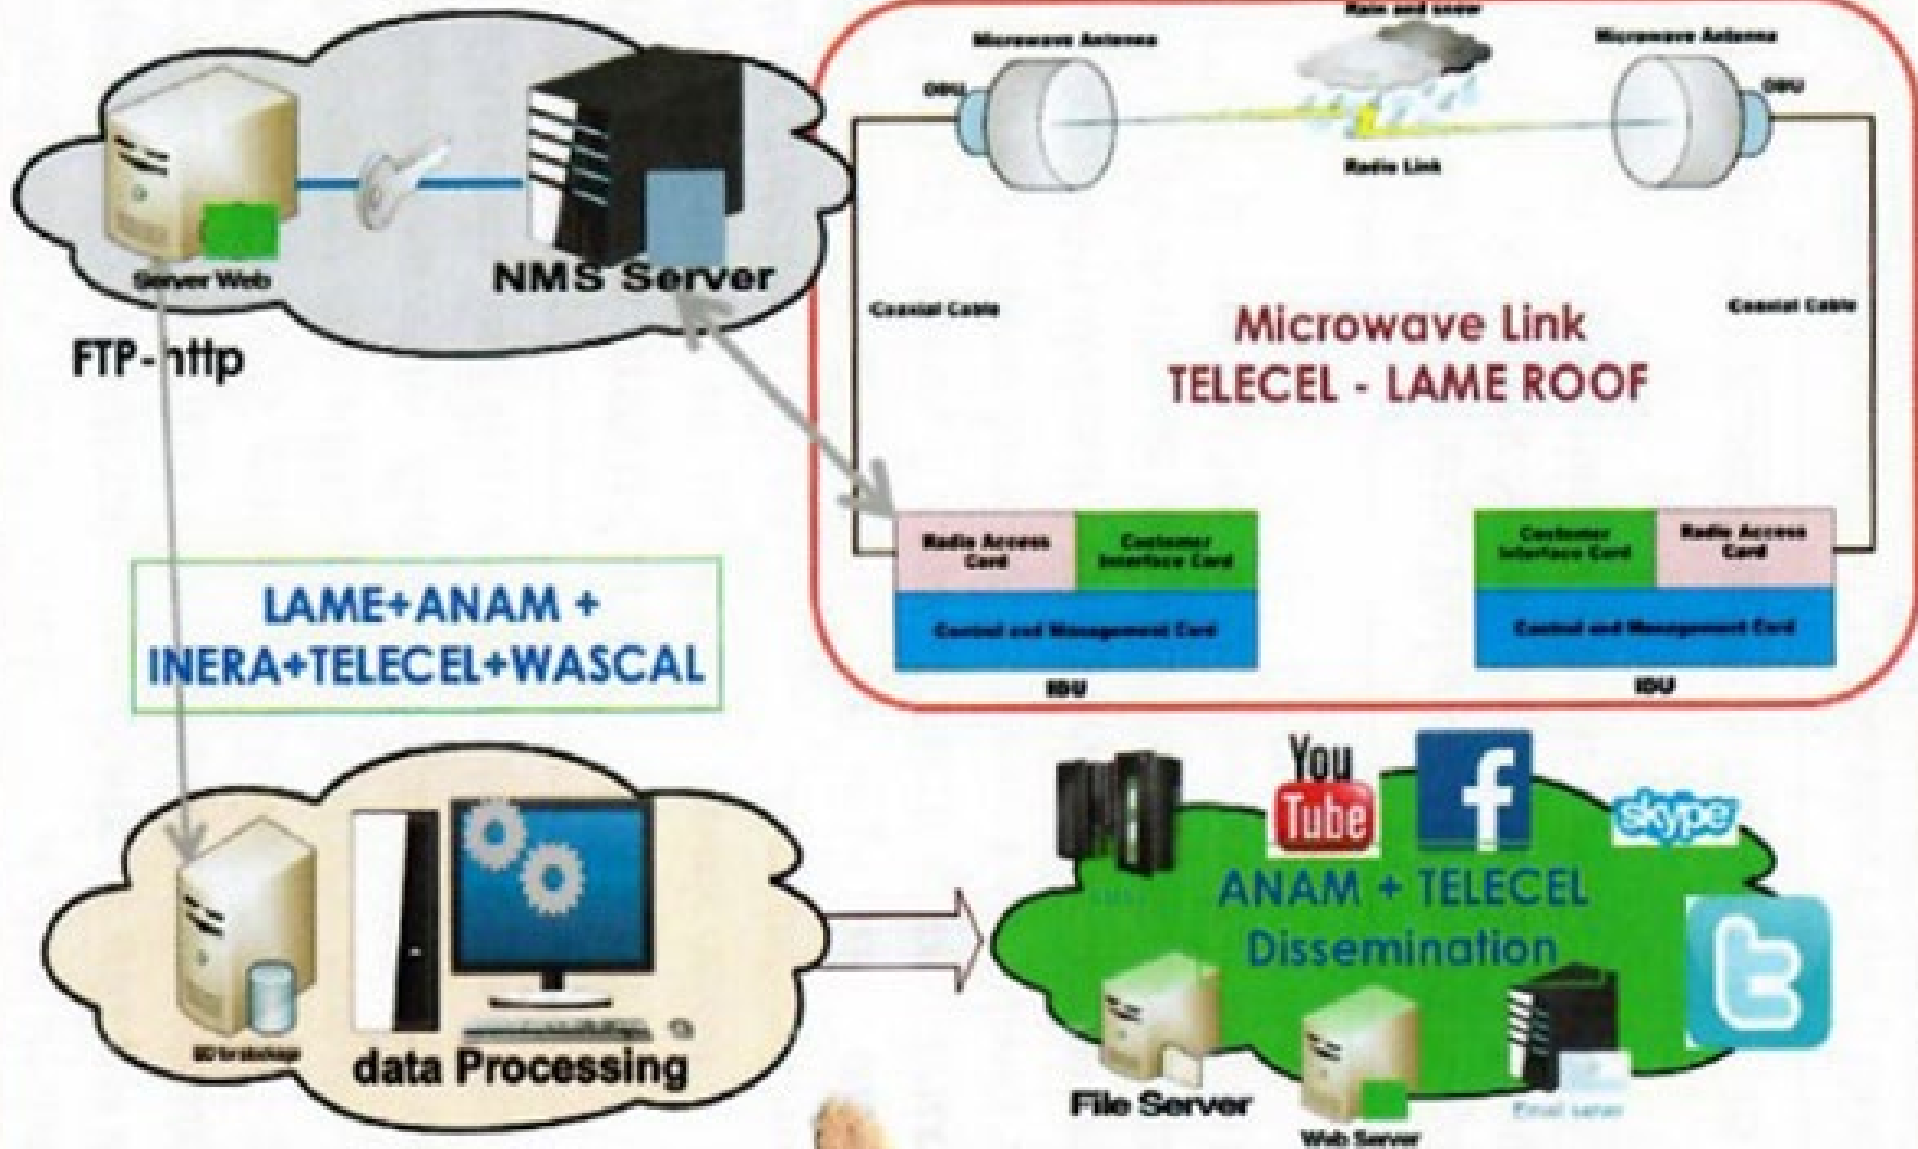 Rain and snow
Microwave Antenna
Microwave Antenna
ODU
ODU
Radio Link
Server Web
NMS Server
FTP-http
Coaxial Cable
Coaxial Cable
Microwave Link
TELECEL - LAME ROOF
Radio Access
Card
Customer
Interface Card
Control and Management Card
IDU
Customer
Interface Card
Radio Access
Card
Control and Management Card
IDU
LAME+ANAM +
INERA+TELECEL+WASCAL
data Processing
You
Tube
f
skype
t
ANAM + TELECEL
Dissemination
File Server
Web Server
Email server